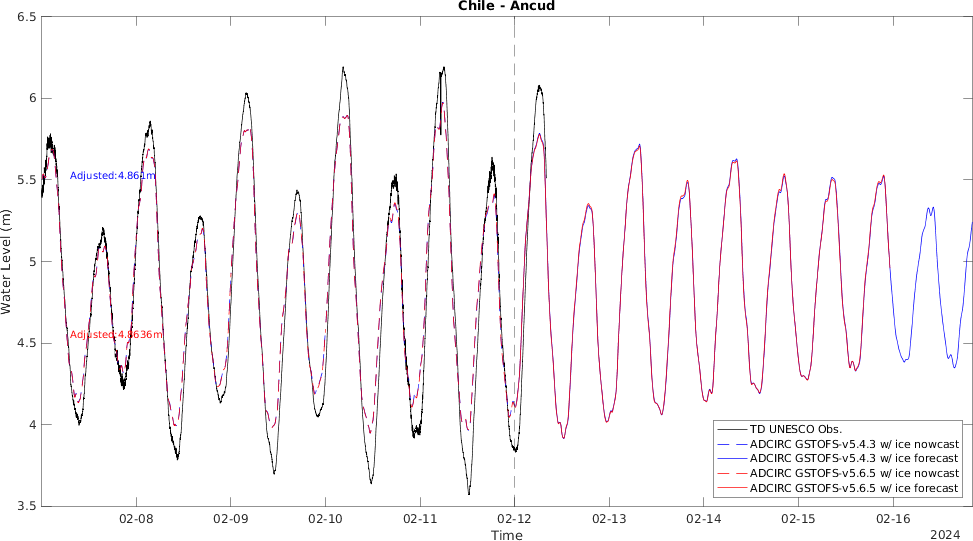 Chile - Ancud
6.5
6
5.5
5
4.5
4
3.5
Water Level (m)
Adjusted:4.861m
Adjusted:4.8636m
TD UNESCO Obs.
ADCIRC GSTOFS-v5.4.3 w/ ice nowcast
ADCIRC GSTOFS-v5.4.3 w/ ice forecast
ADCIRC GSTOFS-v5.6.5 w/ ice nowcast
ADCIRC GSTOFS-v5.6.5 w/ ice forecast
02-08 02-09 02-10 02-11 02-12 02-13 02-14 02-15 02-16
Time
2024